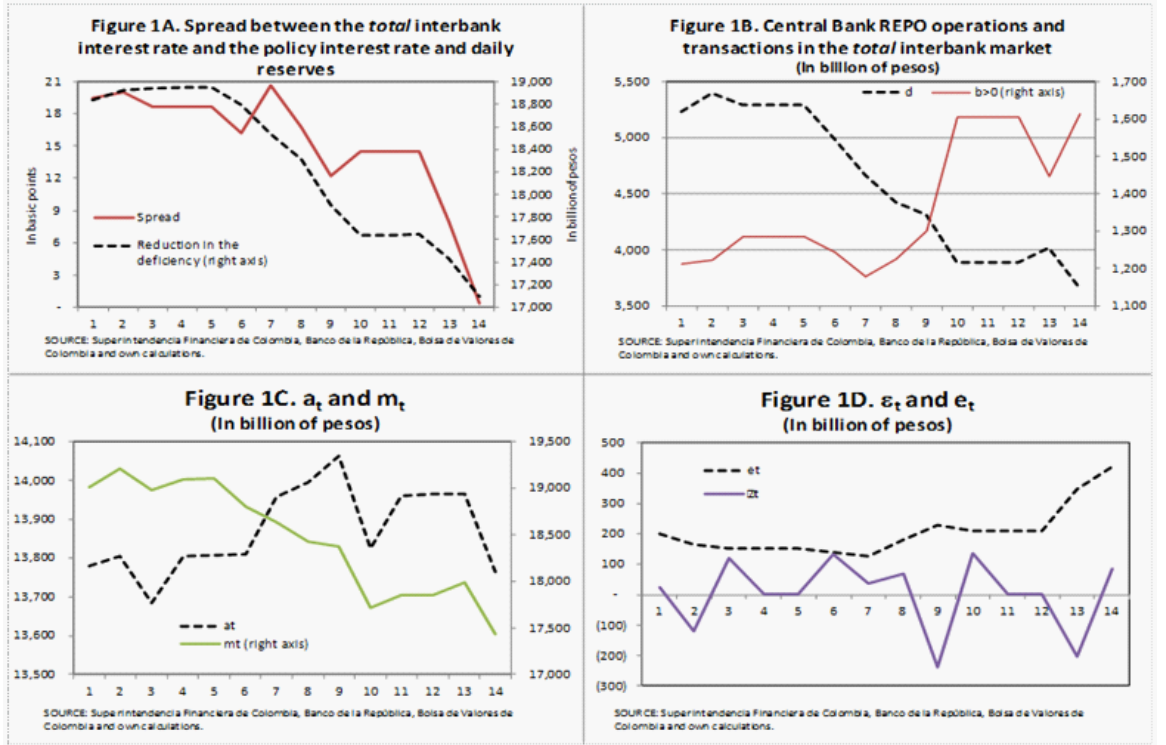 Figure 1A. Spread between the total interbank
interest rate and the policy interest rate and daily
reserves
In basic points
21
18
15
12
9
6
3
-
19,000
18,800
18,600
18,400
18,200
18,000
17,800
17,600
17,400
17,200
17,000
In billion of pesos
Spread
Reduction in the
deficiency (right axis)
1 2 3 4 5 6 7 8 9 10 11 12 13 14
SOURCE: Superintendencia Financiera de Colombia, Banco de la República, Bolsa de Valores de
Colombia and own calculations.
Figure 1B. Central Bank REPO operations and
transactions in the total interbank market
(In billion of pesos)
5,500
5,000
4,500
4,000
3,500
d
b>0 (right axis)
1,700
1,600
1,500
1,400
1,300
1,200
1,100
1 2 3 4 5 6 7 8 9 10 11 12 13 14
SOURCE: Superintendencia Financiera de Colombia, Banco de la República, Bolsa de Valores de
Colombia and own calculations.
Figure 1C. at and mt
(In billion of pesos)
14,100
14,000
13,900
13,800
13,700
13,600
13,500
19,500
19,000
18,500
18,000
17,500
17,000
at
mt (right axis)
1 2 3 4 5 6 7 8 9 10 11 12 13 14
SOURCE: Superintendencia Financiera de Colombia, Banco de la República, Bolsa de Valores de
Colombia and own calculations.
Figure 1D. εt and et
(In billion of pesos)
500
400
300
200
100
-
(100)
(200)
(300)
et
t
1 2 3 4 5 6 7 8 9 10 11 12 13 14
SOURCE: Superintendencia Financiera de Colombia, Banco de la República, Bolsa de Valores de
Colombia and own calculations.